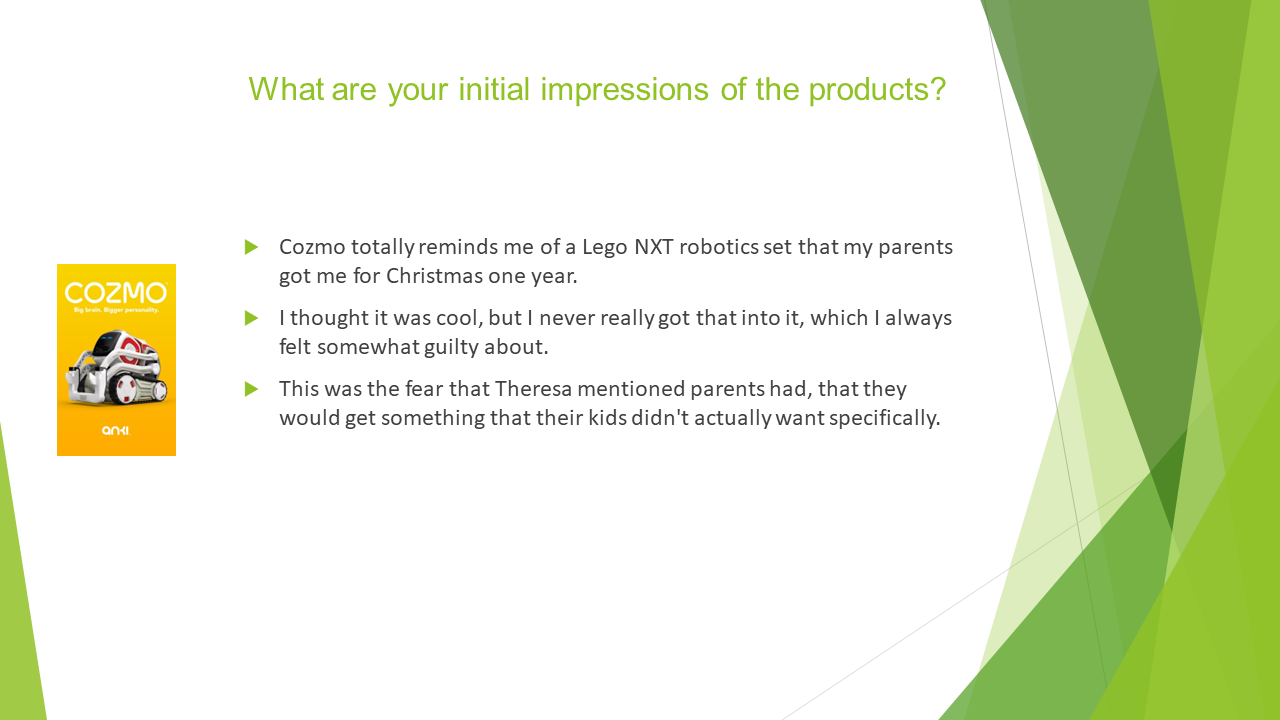 What are your initial impressions of the products?
Cozmo totally reminds me of a Lego NXT robotics set that my parents
got me for Christmas one year.
I thought it was cool, but I never really got that into it, which I always
felt somewhat guilty about.
This was the fear that Theresa mentioned parents had, that they
would get something that their kids didn't actually want specifically.
COZMO
Big brain. Bigger personality.
anki